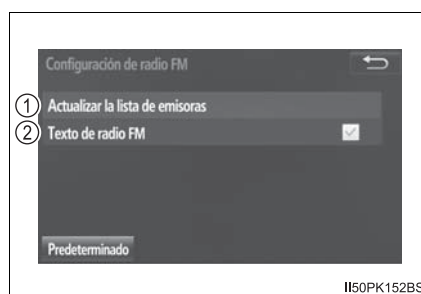 Configuración de radio FM
1 Actualizar la lista de emisoras
2 Texto de radio FM
Predeterminado
II50PK152BS